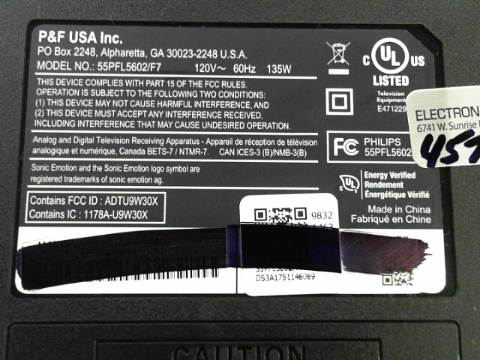 P&F USA Inc.
PO Box 2248, Alpharetta, GA 30023-2248 U.S.A.
MODEL NO.: 55PFL5602/F7 120V~ 60Hz 135W
THIS DEVICE COMPLIES WITH PART 15 OF THE FCC RULES.
OPERATION IS SUBJECT TO THE FOLLOWING TWO CONDITIONS:
(1) THIS DEVICE MAY NOT CAUSE HARMFUL INTERFERENCE, AND
(2) THIS DEVICE MUST ACCEPT ANY INTERFERENCE RECEIVED,
INCLUDING INTERFERENCE THAT MAY CAUSE UNDESIRED OPERATION.
Analog and Digital Television Receiving Apparatus - Appareil de réception de télévision
analogique et numérique, Canada BETS-7 / NTMR-7. CAN ICES-3 (B)/NMB-3(B)
Sonic Emotion and the Sonic Emotion logo symbol are
registered trademarks of sonic emotion ag.
Contains FCC ID : ADTU9W30X
Contains IC : 1178A-U9W30X
C UL US
LISTED
Television
Equipment
E471229
FC
PHILIPS
55PFL5602
UL
Energy Verified
Rendement
Énergétique Vérifié
Made in China
Fabriqué en Chine
ELECTRON
6741 W. Sunrise
457
9832
DS3A1751146069
CAUTION